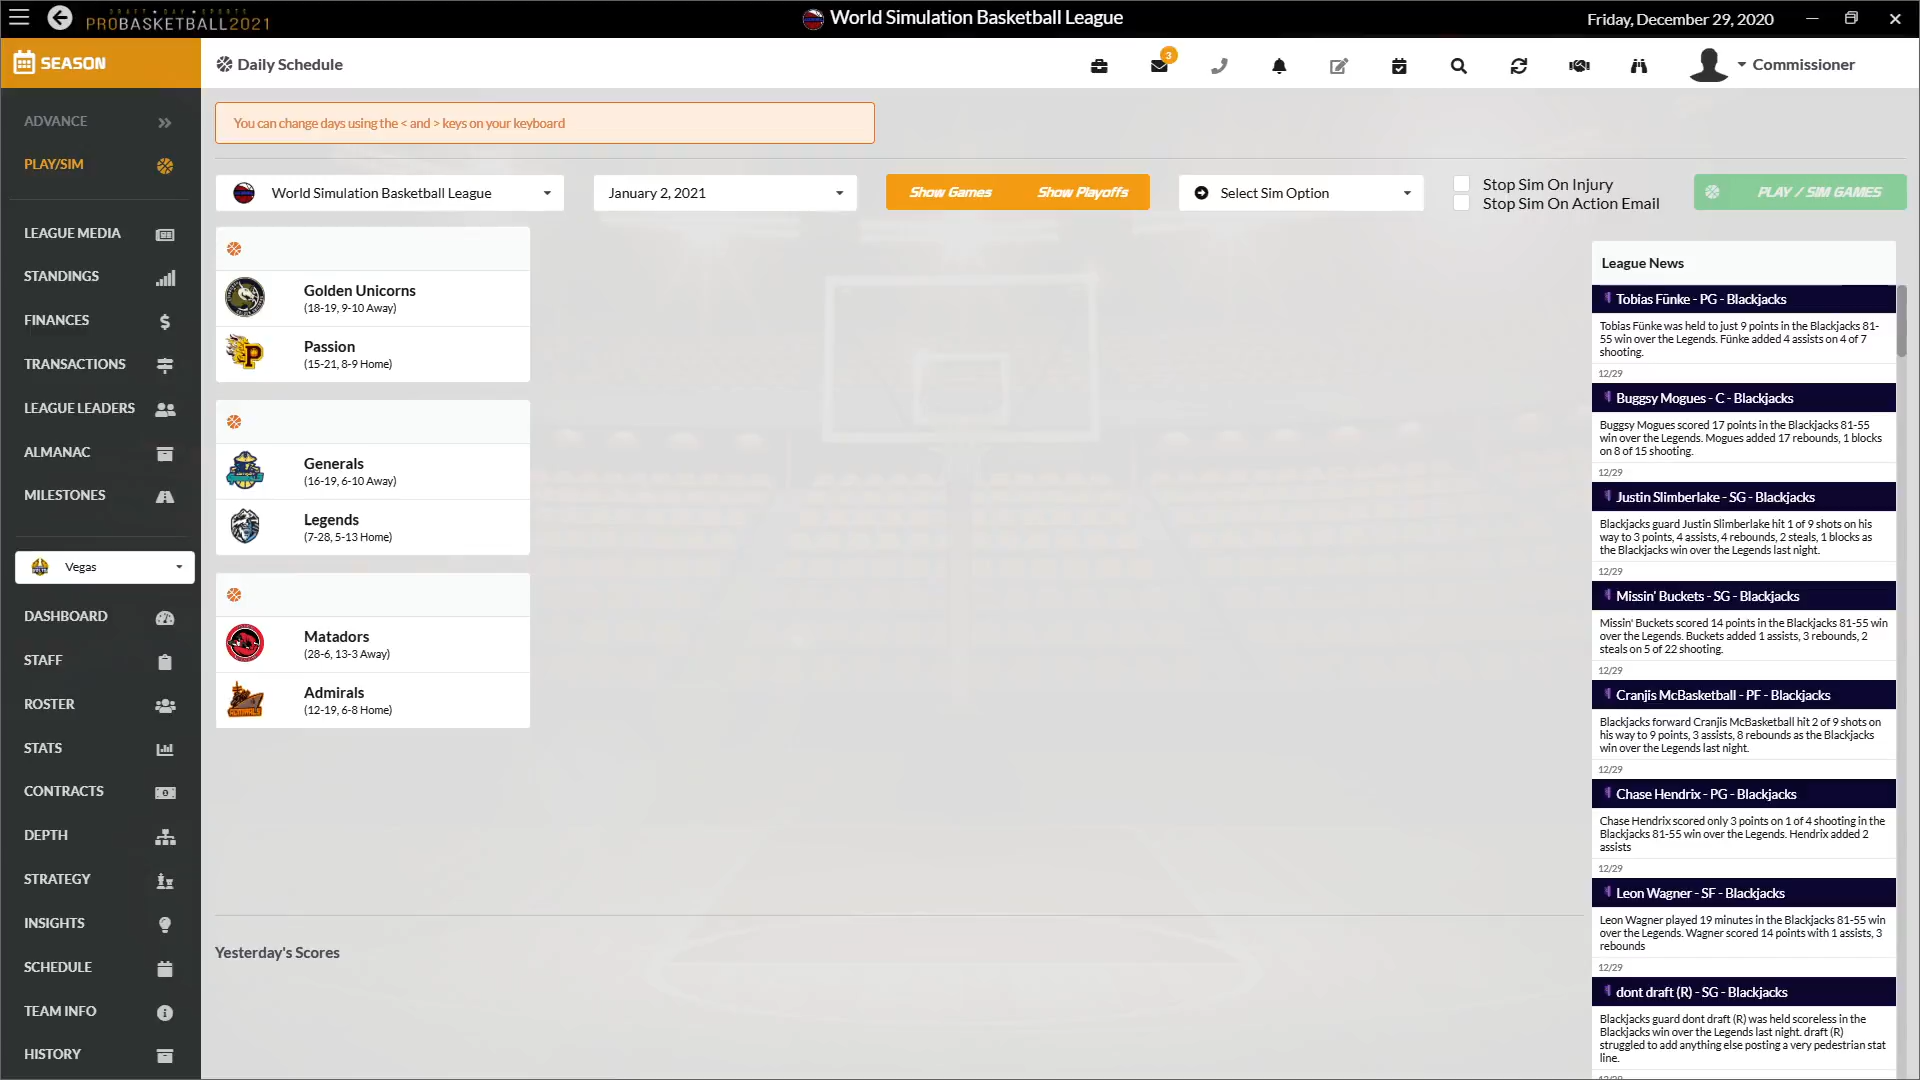 DRAFT DAY SPORTS
PROBASKETBALL2021
World Simulation Basketball League
Friday, December 29, 2020
SEASON
Daily Schedule
3
Commissioner
ADVANCE
PLAY/SIM
LEAGUE MEDIA
STANDINGS
FINANCES
TRANSACTIONS
LEAGUE LEADERS
ALMANAC
MILESTONES
Vegas
DASHBOARD
STAFF
ROSTER
STATS
CONTRACTS
DEPTH
STRATEGY
INSIGHTS
SCHEDULE
TEAM INFO
HISTORY
You can change days using the < and > keys on your keyboard
World Simulation Basketball League
January 2, 2021
Show Games
Show Playoffs
Select Sim Option
Stop Sim On Injury
Stop Sim On Action Email
PLAY / SIM GAMES
Golden Unicorns
(18-19, 9-10 Away)
Passion
(15-21, 8-9 Home)
Generals
(16-19, 6-10 Away)
Legends
(7-28, 5-13 Home)
Matadors
(28-6, 13-3 Away)
Admirals
(12-19, 6-8 Home)
Yesterday's Scores
League News
Tobias Fünke - PG - Blackjacks
Tobias Fünke was held to just 9 points in the Blackjacks 81-
55 win over the Legends. Fünke added 4 assists on 4 of 7
shooting.
12/29
Buggsy Mogues - C - Blackjacks
Buggsy Mogues scored 17 points in the Blackjacks 81-55
win over the Legends. Mogues added 17 rebounds, 1 blocks
on 8 of 15 shooting.
12/29
Justin Slimberlake - SG - Blackjacks
Blackjacks guard Justin Slimberlake hit 1 of 9 shots on his
way to 3 points, 4 assists, 4 rebounds, 2 steals, 1 blocks as
the Blackjacks win over the Legends last night.
12/29
Missin' Buckets - SG - Blackjacks
Missin' Buckets scored 14 points in the Blackjacks 81-55 win
over the Legends. Buckets added 1 assists, 3 rebounds, 2
steals on 5 of 22 shooting.
12/29
Cranjis McBasketball - PF - Blackjacks
Blackjacks forward Cranjis McBasketball hit 2 of 9 shots on
his way to 9 points, 3 assists, 8 rebounds as the Blackjacks
win over the Legends last night.
12/29
Chase Hendrix - PG - Blackjacks
Chase Hendrix scored only 3 points on 1 of 4 shooting in the
Blackjacks 81-55 win over the Legends. Hendrix added 2
assists
12/29
Leon Wagner - SF - Blackjacks
Leon Wagner played 19 minutes in the Blackjacks 81-55 win
over the Legends. Wagner scored 14 points with 1 assists, 3
rebounds
12/29
dont draft (R) - SG - Blackjacks
Blackjacks guard dont draft (R) was held scoreless in the
Blackjacks win over the Legends last night. draft (R)
struggled to add anything else posting a very pedestrian stat
line.